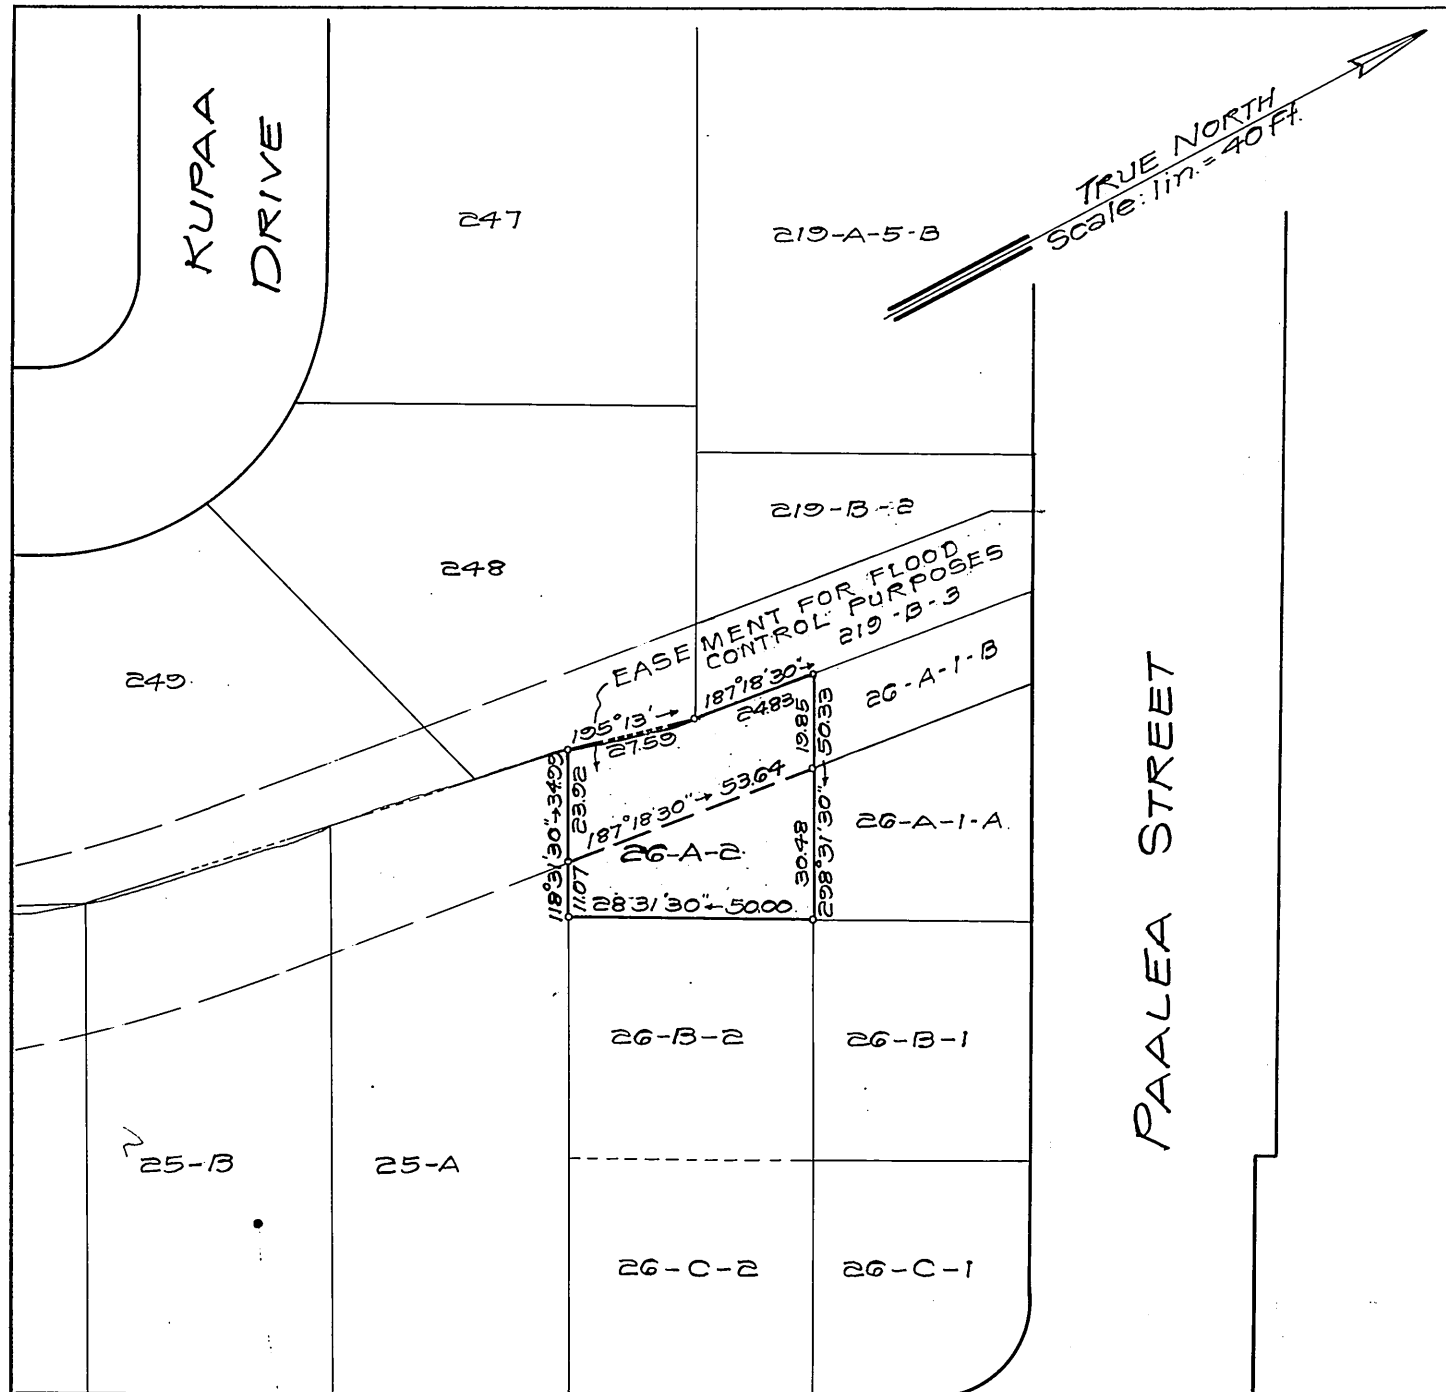 KUPAA
DRIVE
247
219-A-5-B
TRUE NORTH
Scale: 1in. = 40 Ft.
219-B-2
248
EASEMENT FOR FLOOD
CONTROL PURPOSES
219-B-3
249
26-A-1-B
187°18'30"→
24.83
195°13'→
27.59
19.85
298°31'30"→50.33
118°31'30"→34.99
23.92
187°18'30"→ 53.64
26-A-2
30.48
26-A-1-A
11.07
28°31'30"←50.00
PAALEA STREET
26-B-2
26-B-1
25-B
25-A
26-C-2
26-C-1